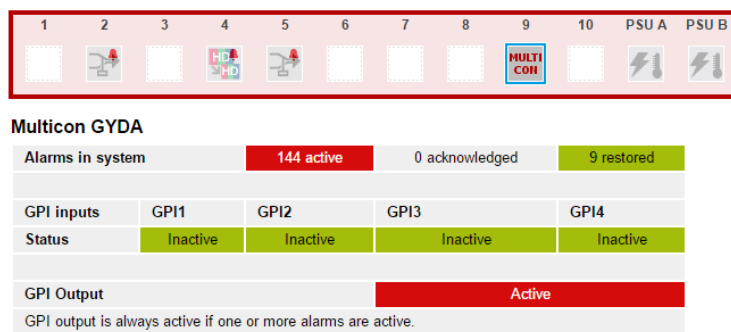 1 2 3 4 5 6 7 8 9 10 PSU A PSU B
HD HD
MULTI CON
Multicon GYDA
Alarms in system 144 active 0 acknowledged 9 restored
GPI inputs GPI1 GPI2 GPI3 GPI4
Status Inactive Inactive Inactive Inactive
GPI Output Active
GPI output is always active if one or more alarms are active.